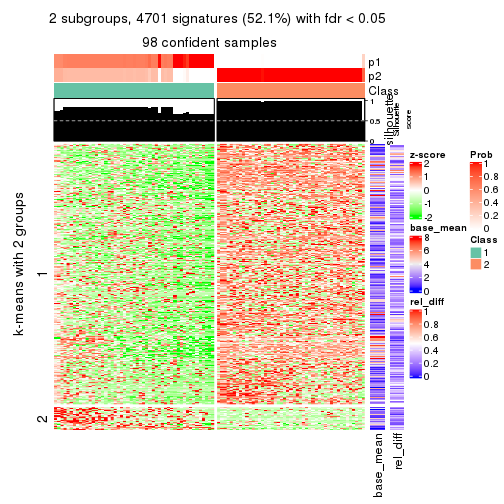 2 subgroups, 4701 signatures (52.1%) with fdr < 0.05
98 confident samples
p1
p2
Class
1
0.5
0
silhouette
Silhouette
score
k-means with 2 groups
1
2
base_mean
rel_diff
z-score
2
1
0
-1
-2
base_mean
8
6
4
2
0
rel_diff
1
0.8
0.6
0.4
0.2
0
Prob
1
0.8
0.6
0.4
0.2
0
Class
1
2